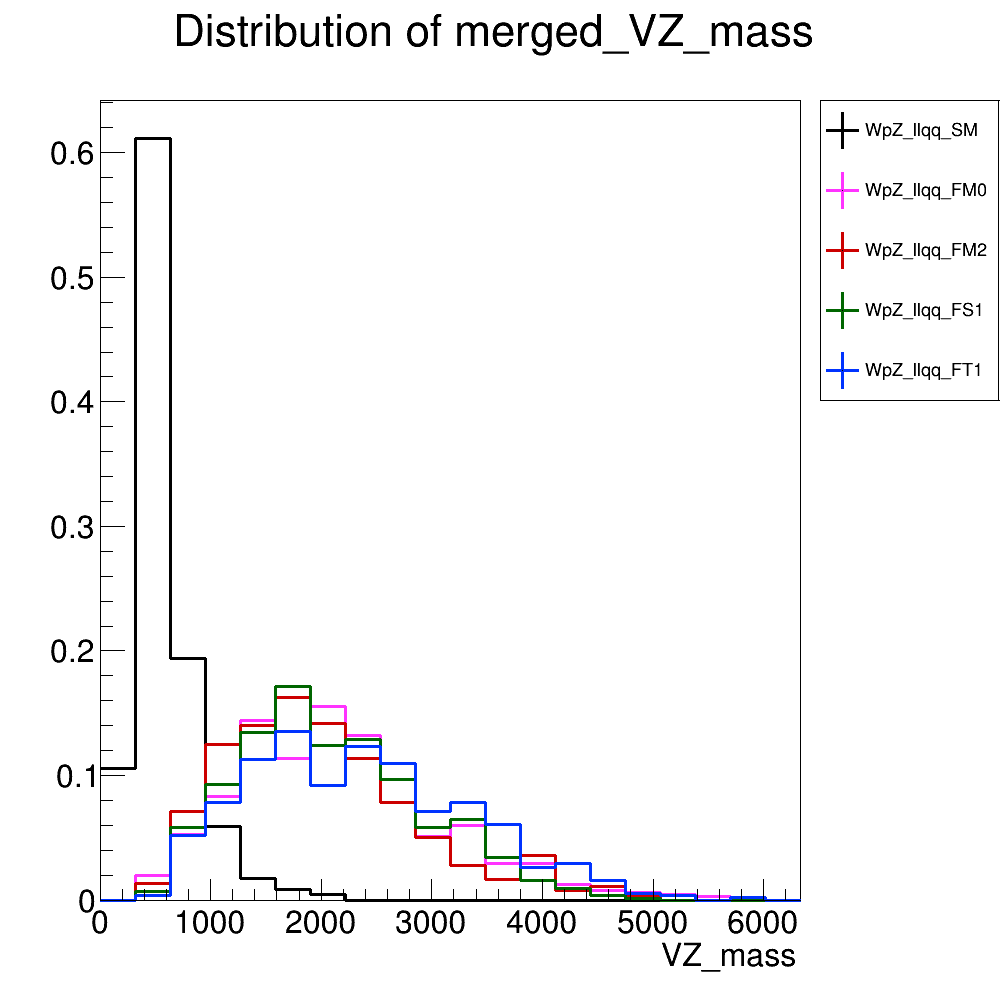 Distribution of merged_VZ_mass
WpZ_llqq_SM
WpZ_llqq_FM0
WpZ_llqq_FM2
WpZ_llqq_FS1
WpZ_llqq_FT1
0.6
0.5
0.4
0.3
0.2
0.1
0
0 1000 2000 3000 4000 5000 6000
VZ_mass